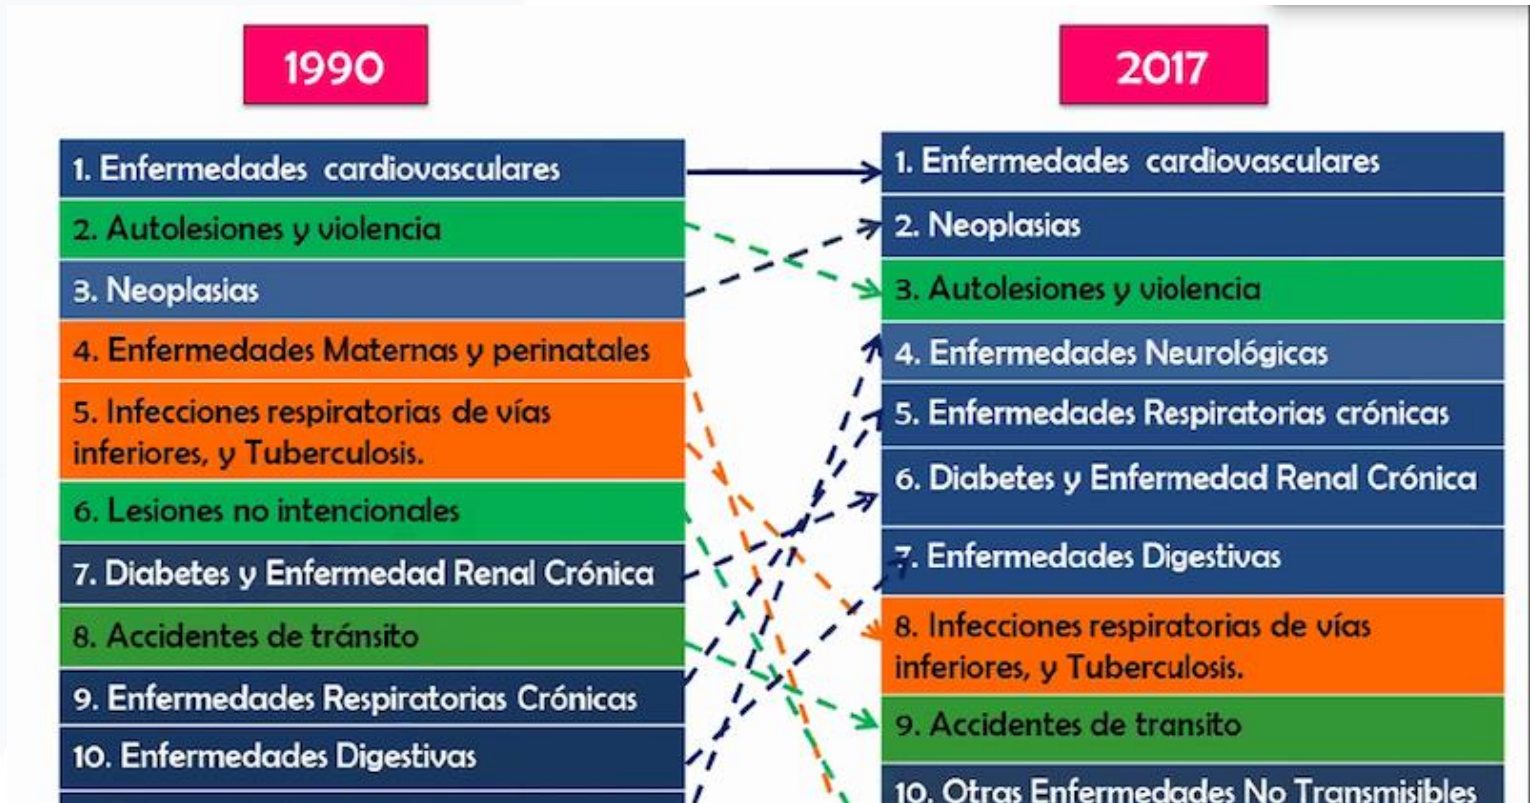 1990
1. Enfermedades cardiovasculares
2. Autolesiones y violencia
3. Neoplasias
4. Enfermedades Maternas y perinatales
5. Infecciones respiratorias de vías
inferiores, y Tuberculosis.
6. Lesiones no intencionales
7. Diabetes y Enfermedad Renal Crónica
8. Accidentes de tránsito
9. Enfermedades Respiratorias Crónicas
10. Enfermedades Digestivas
2017
1. Enfermedades cardiovasculares
2. Neoplasias
3. Autolesiones y violencia
4. Enfermedades Neurológicas
5. Enfermedades Respiratorias crónicas
6. Diabetes y Enfermedad Renal Crónica
7. Enfermedades Digestivas
8. Infecciones respiratorias de vías
inferiores, y Tuberculosis.
9. Accidentes de transito
10. Otras Enfermedades No Transmisibles